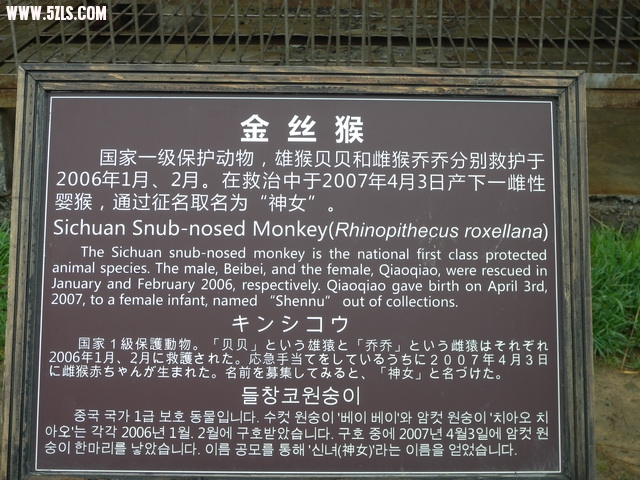 WWW.5ZLS.COM
金丝猴
国家一级保护动物，雄猴贝贝和雌猴乔乔分别救护于
2006年1月、2月。在救治中于2007年4月3日产下一雌性
婴猴，通过征名取名为“神女”。
Sichuan Snub-nosed Monkey(Rhinopithecus roxellana)
The Sichuan snub-nosed monkey is the national first class protected
animal species. The male, Beibei, and the female, Qiaoqiao, were rescued in
January and February 2006, respectively. Qiaoqiao gave birth on April 3rd,
2007, to a female infant, named “Shennu” out of collections.
キンシコウ
国家１級保護動物。「贝贝」という雄猿と「乔乔」という雌猿はそれぞれ
2006年1月、2月に救護された。応急手当てをしているうちに２００７年４月３日
に雌猴赤ちゃんが生まれた。名前を募集してみると、「神女」と名づけた。
들창코원숭이
중국 국가 1급 보호 동물입니다. 수컷 원숭이 '베이 베이'와 암컷 원숭이 '치아오 치
아오'는 각각 2006년 1월. 2월에 구호받았습니다. 구호 중에 2007년 4월3일에 암컷 원
숭이 한마리를 낳았습니다. 이름 공모를 통해 '신녀(神女)'라는 이름을 얻었습니다.